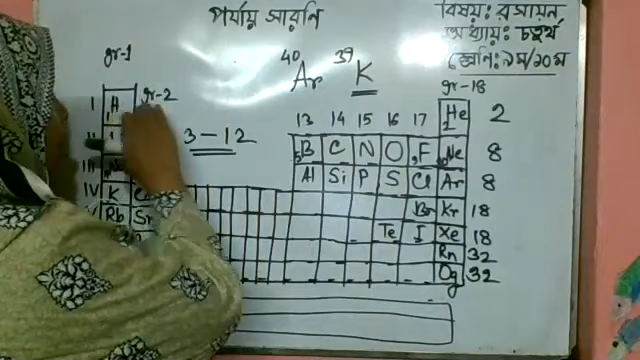 পর্যায় সারণি
বিষয়ঃ রসায়ন
অধ্যায়ঃ চতুর্থ
শ্রেণিঃ ৯ম/১০ম
40 Ar 39 K
gr-1 gr-2 gr-18
3 - 12
13 14 15 16 17
I H He 2
B C N O F Ne 8
III Al Si P S Cl Ar 8
IV K Br Kr 18
Rb Sr Te I Xe 18
Rn 32
Og 32